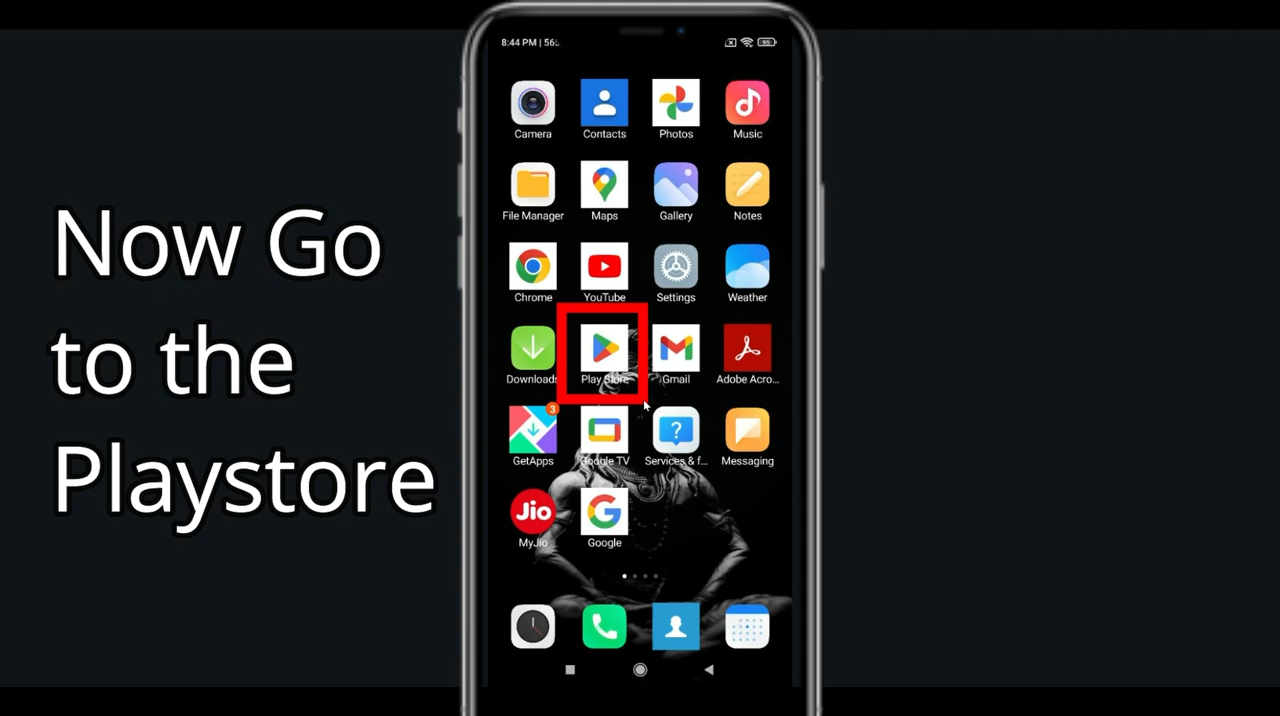 Now Go
to the
Playstore
8:44 PM | 56
Camera
Contacts
Photos
Music
File Manager
Maps
Gallery
Notes
Chrome
YouTube
Settings
Weather
Downloads
Play Store
Gmail
Adobe Acro...
3
GetApps
Google TV
Services & f...
Messaging
Jio
MyJio
Google